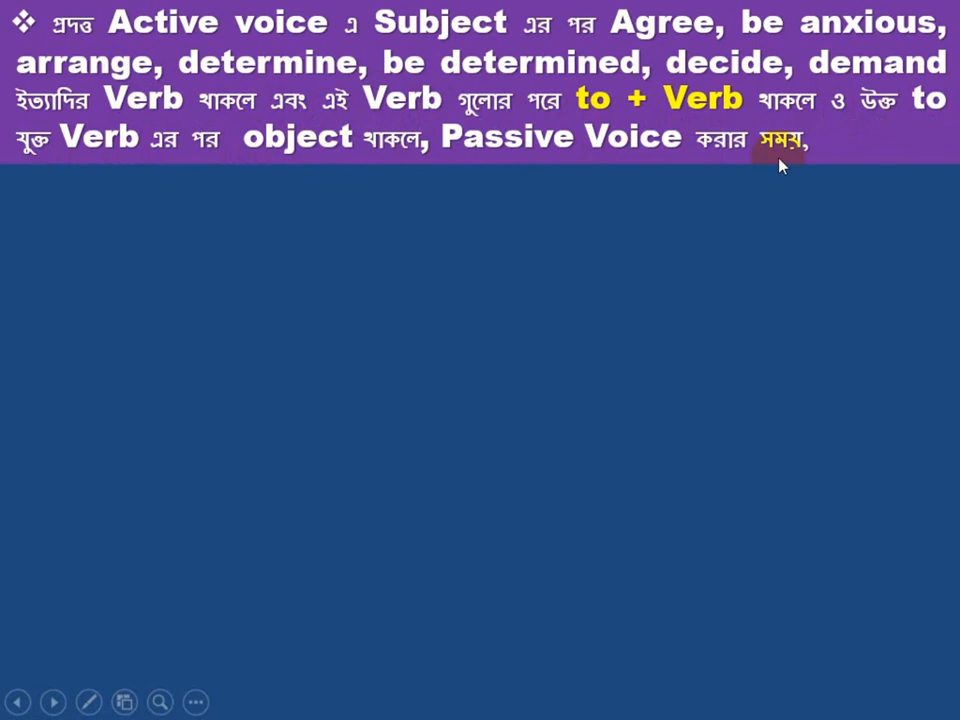 ❖ প্রদত্ত Active voice এ Subject এর পর Agree, be anxious,
arrange, determine, be determined, decide, demand
ইত্যাদির Verb থাকলে এবং এই Verb গুলোর পরে to + Verb থাকলে ও উক্ত to
যুক্ত Verb এর পর object থাকলে, Passive Voice করার সময়,